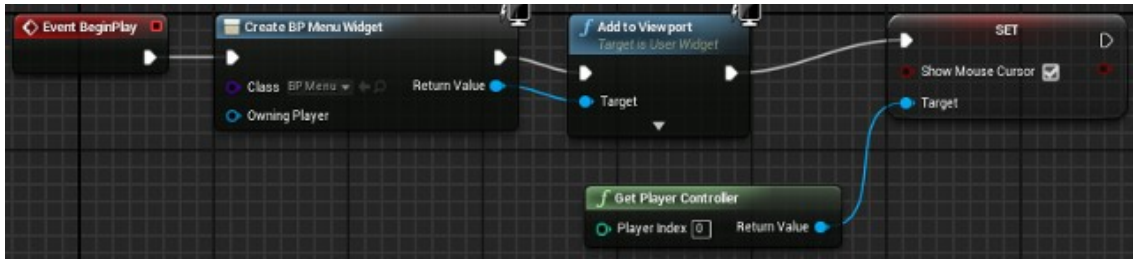 Event BeginPlay
Create BP Menu Widget
Class BP Menu
Return Value
Owning Player
Add to Viewport
Target is User Widget
Target
SET
Show Mouse Cursor
Target
Get Player Controller
Player Index 0
Return Value